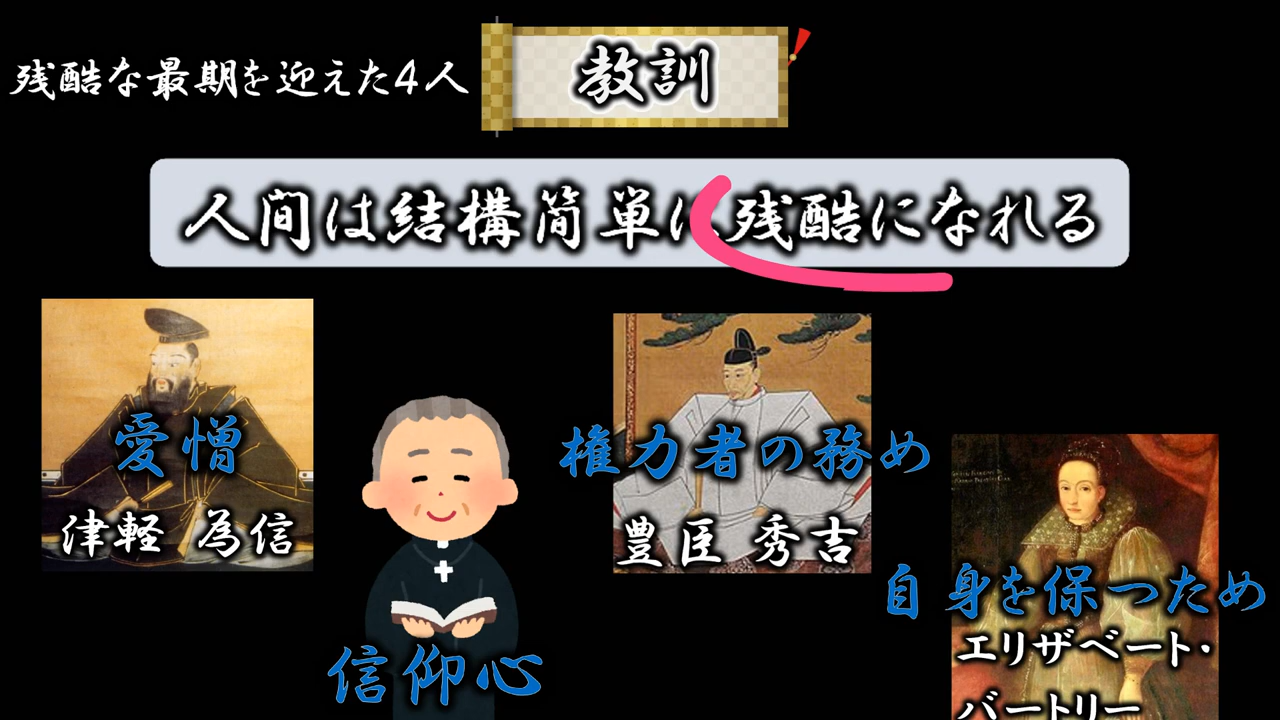 残酷な最期を迎えた4人
教訓
人間は結構簡単に残酷になれる
愛憎
津軽 為信
信仰心
権力者の務め
豊臣 秀吉
自身を保つため
エリザベート・
バートリー